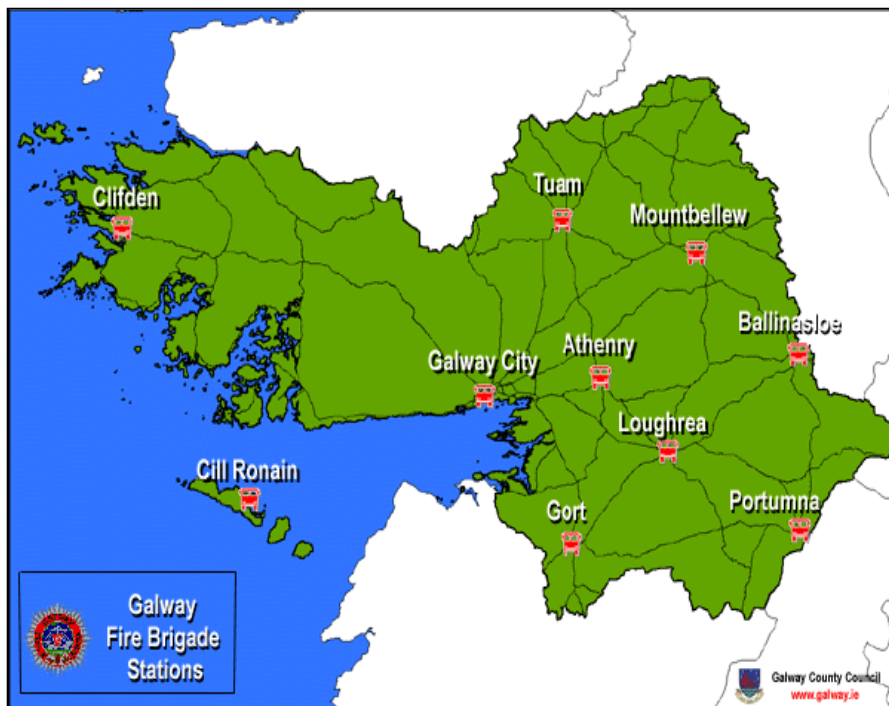 Tuam
Clifden
Mountbellew
Ballinasloe
Athenry
Galway City
Loughrea
Cill Ronain
Portumna
Gort
Galway
Fire Brigade
Stations
Galway County Council
www.galway.ie